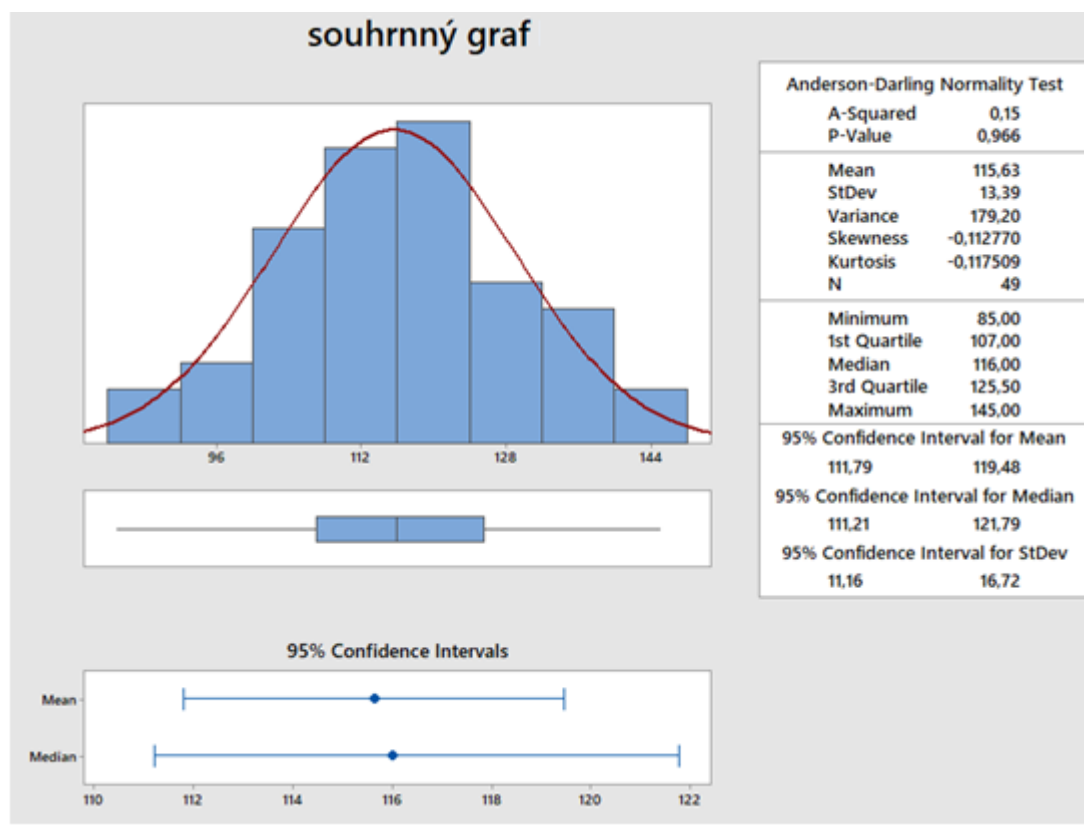 souhrnný graf
96 112 128 144
95% Confidence Intervals
Mean
Median
110 112 114 116 118 120 122
Anderson-Darling Normality Test
A-Squared 0,15
P-Value 0,966
Mean 115,63
StDev 13,39
Variance 179,20
Skewness -0,112770
Kurtosis -0,117509
N 49
Minimum 85,00
1st Quartile 107,00
Median 116,00
3rd Quartile 125,50
Maximum 145,00
95% Confidence Interval for Mean
111,79 119,48
95% Confidence Interval for Median
111,21 121,79
95% Confidence Interval for StDev
11,16 16,72